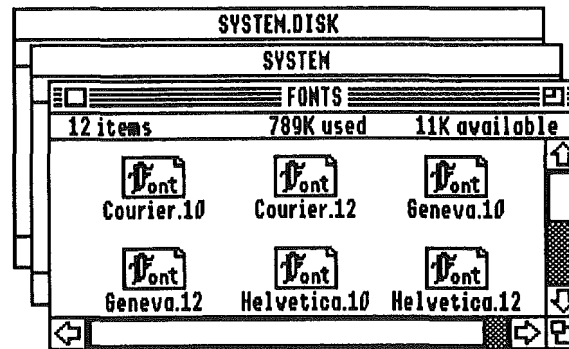 SYSTEM.DISK
SYSTEM
FONTS
12 items 789K used 11K available
Font Font Font
Courier.10 Courier.12 Geneva.10
Font Font Font
Geneva.12 Helvetica.10 Helvetica.12